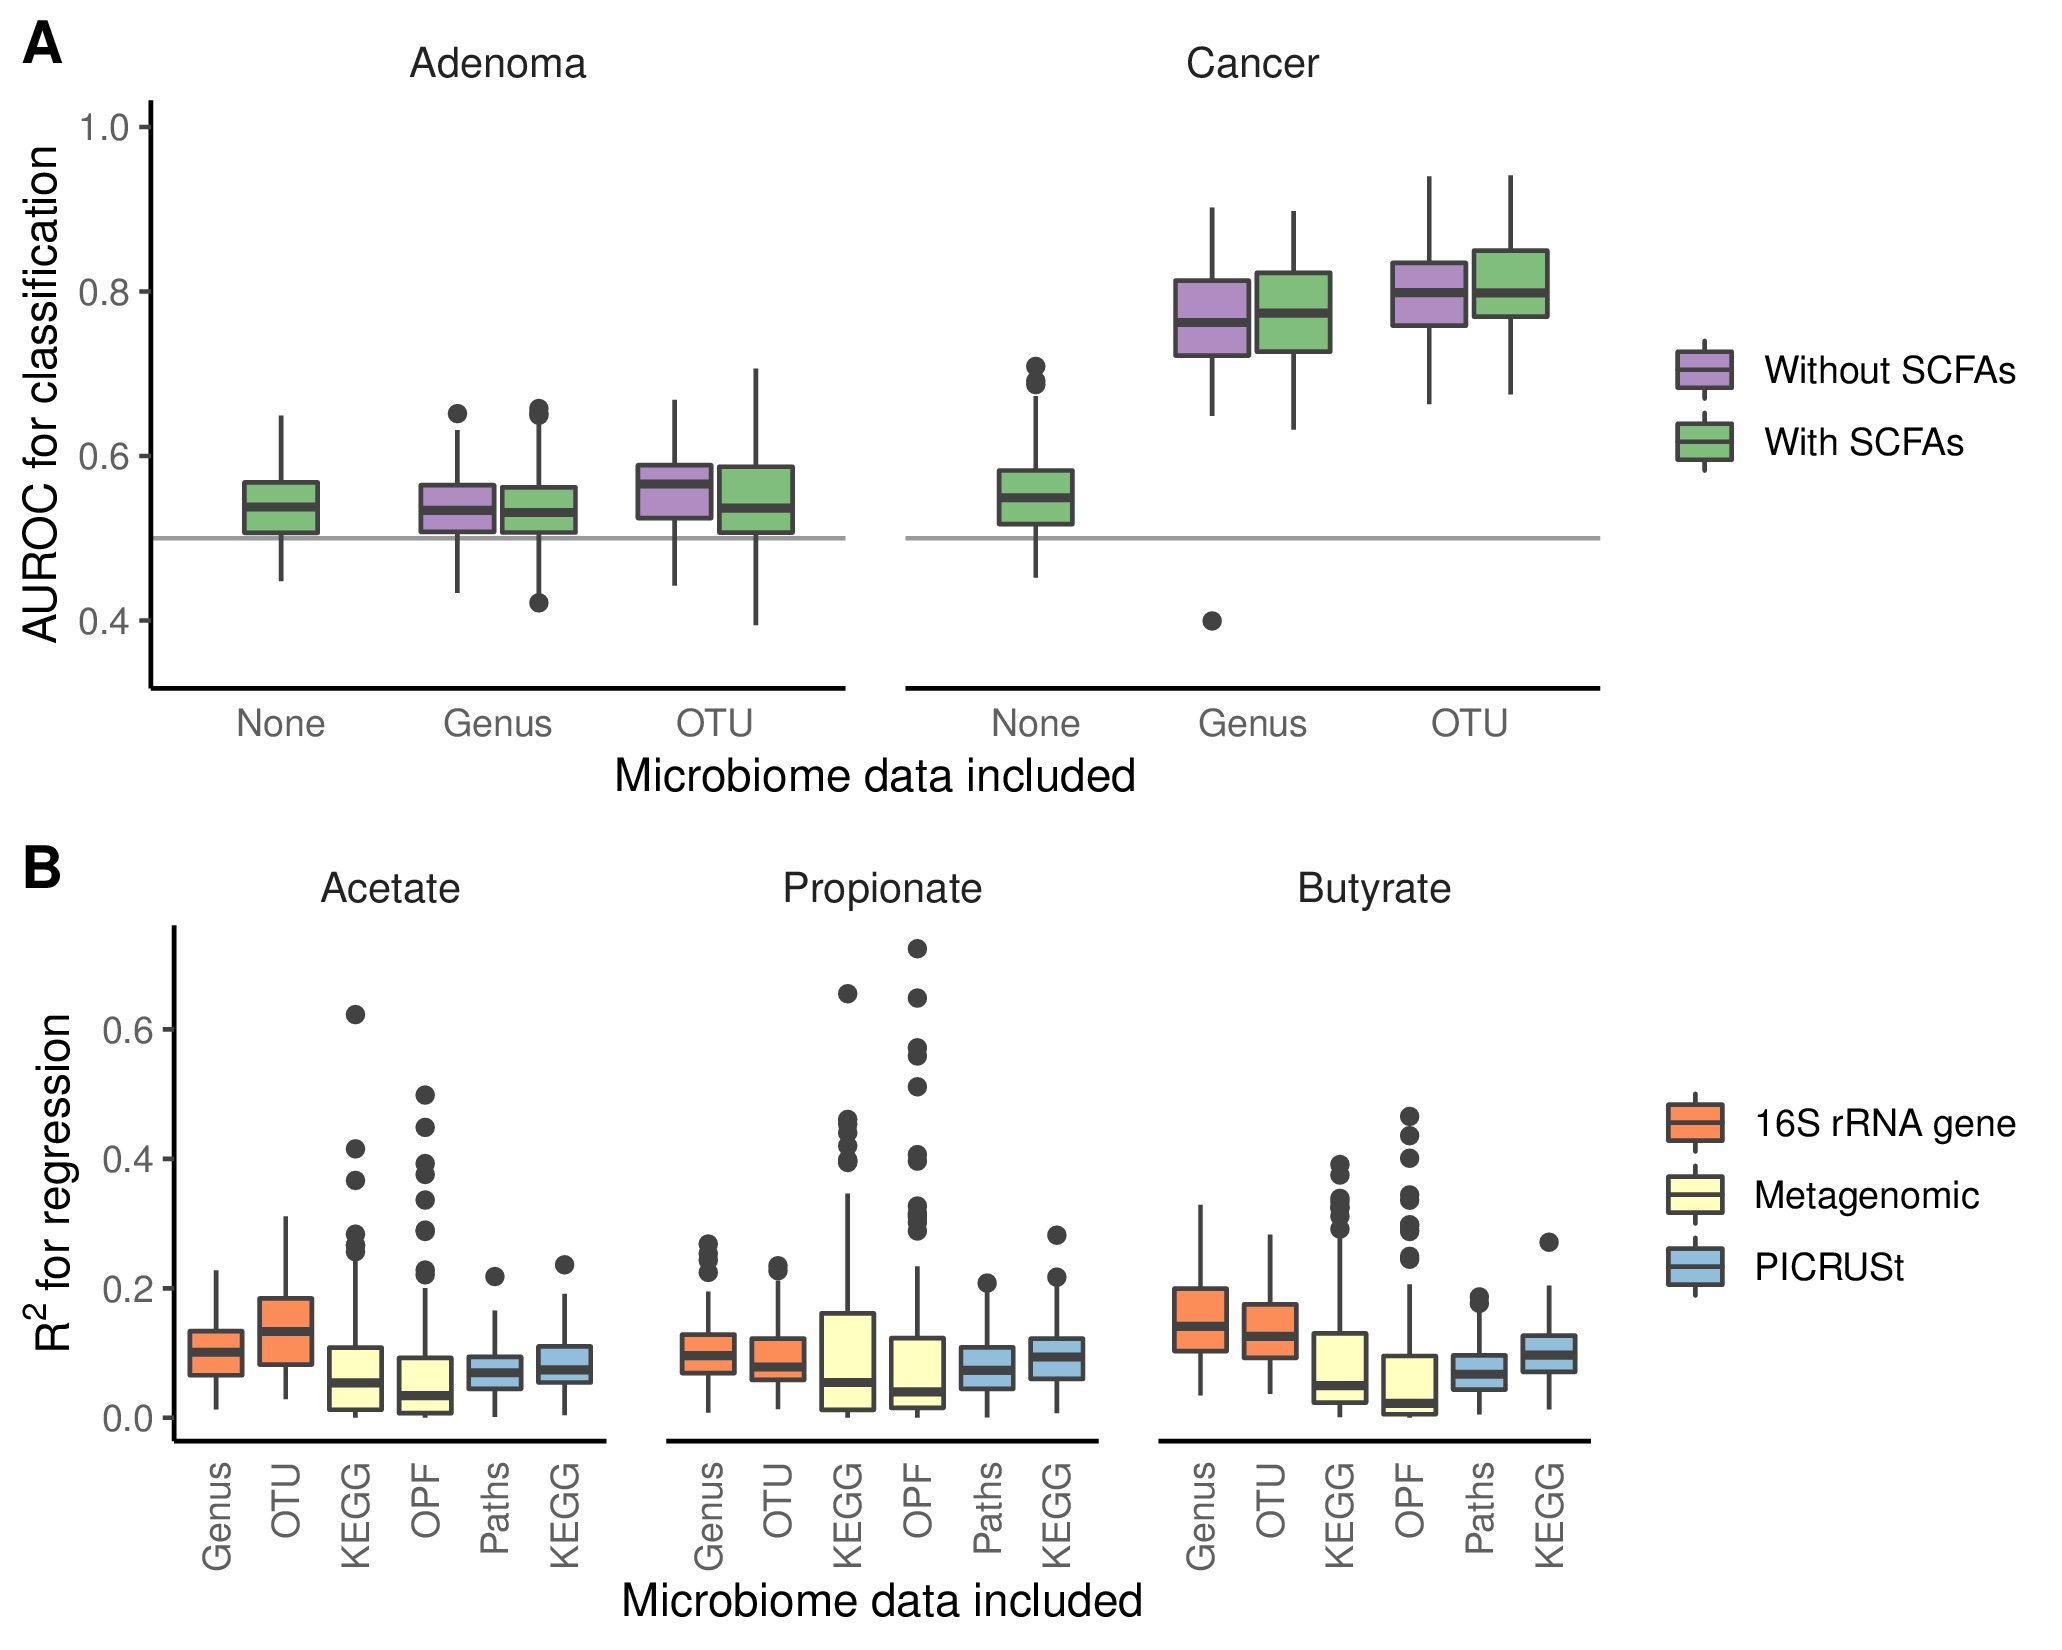 A
Adenoma
Cancer
AUROC for classification
1.0
0.8
0.6
0.4
None
Genus
OTU
None
Genus
OTU
Microbiome data included
Without SCFAs
With SCFAs
B
Acetate
Propionate
Butyrate
R² for regression
0.6
0.4
0.2
0.0
Genus
OTU
KEGG
OPF
Paths
KEGG
Genus
OTU
KEGG
OPF
Paths
KEGG
Genus
OTU
KEGG
OPF
Paths
KEGG
Microbiome data included
16S rRNA gene
Metagenomic
PICRUSt